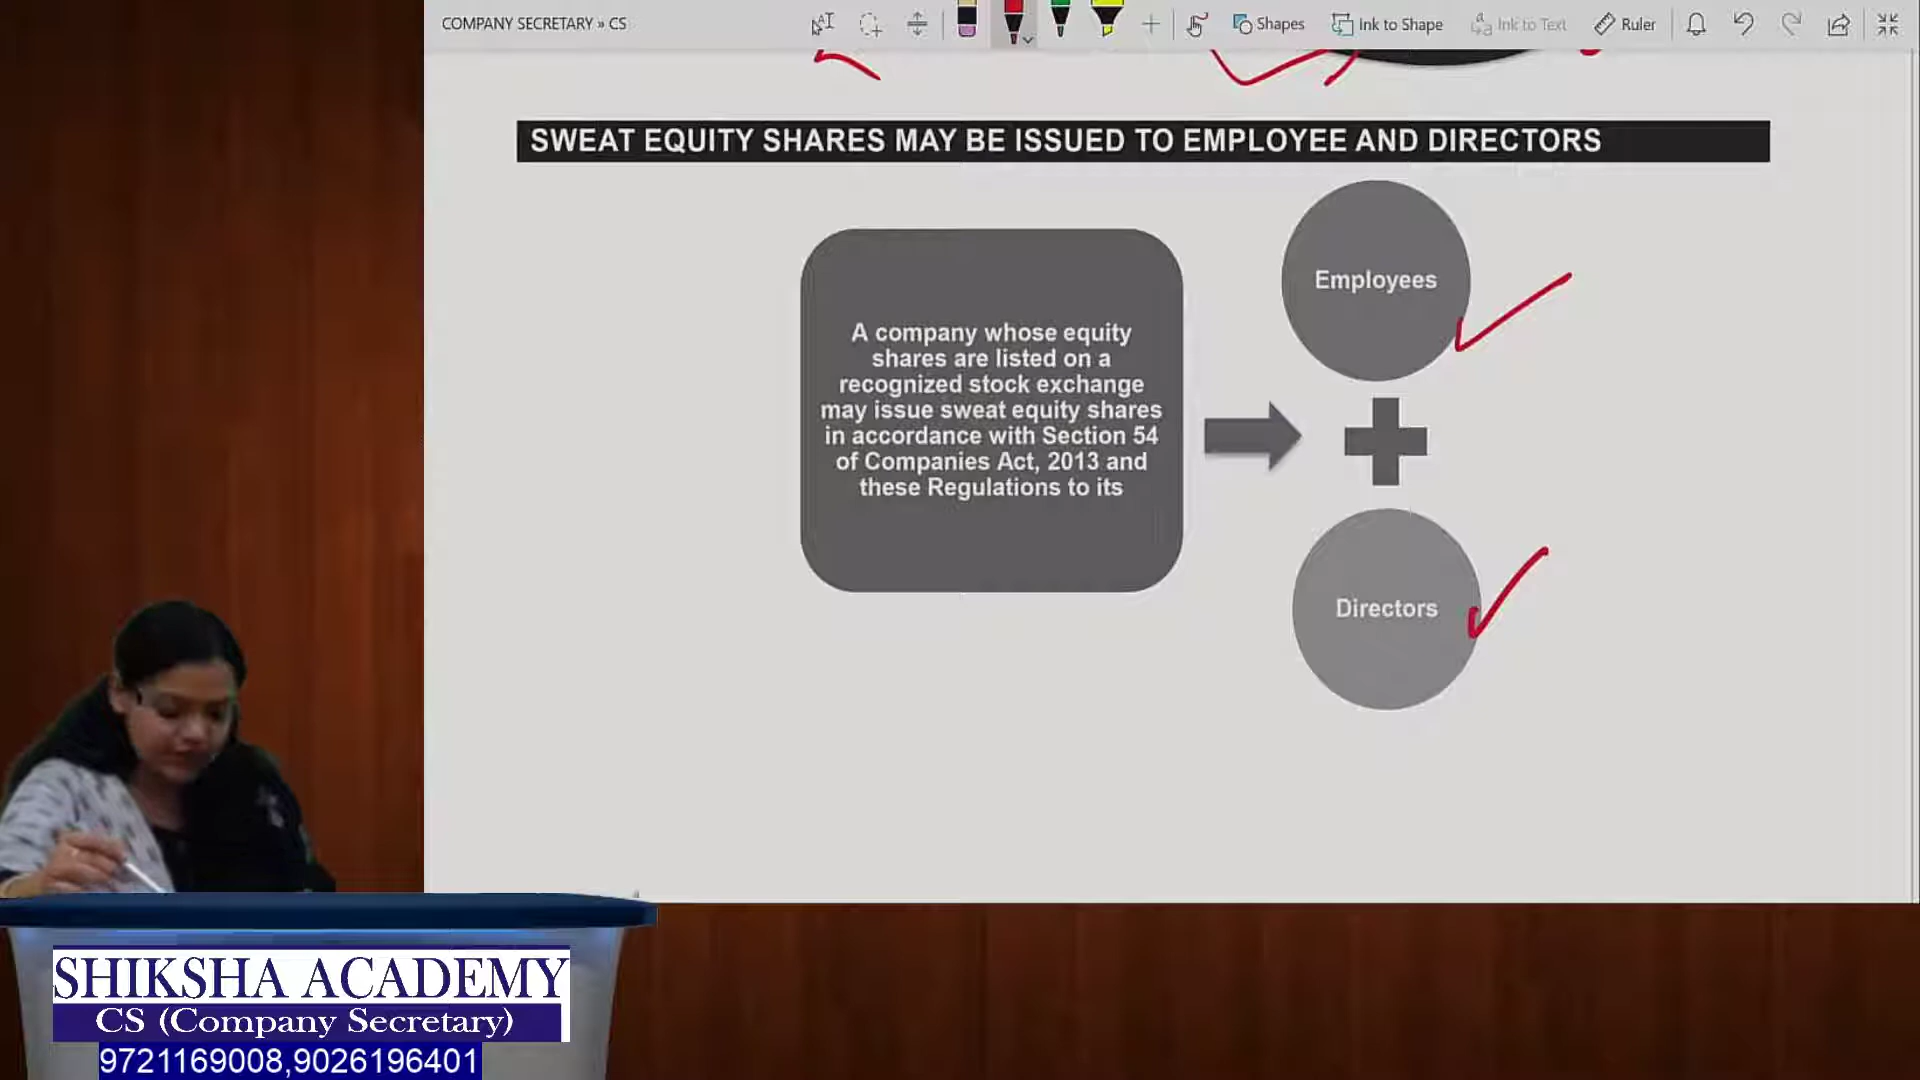 COMPANY SECRETARY » CS
Shapes
Ink to Shape
Ink to Text
Ruler
SWEAT EQUITY SHARES MAY BE ISSUED TO EMPLOYEE AND DIRECTORS
A company whose equity
shares are listed on a
recognized stock exchange
may issue sweat equity shares
in accordance with Section 54
of Companies Act, 2013 and
these Regulations to its
Employees
Directors
SHIKSHA ACADEMY
CS (Company Secretary)
9721169008,9026196401